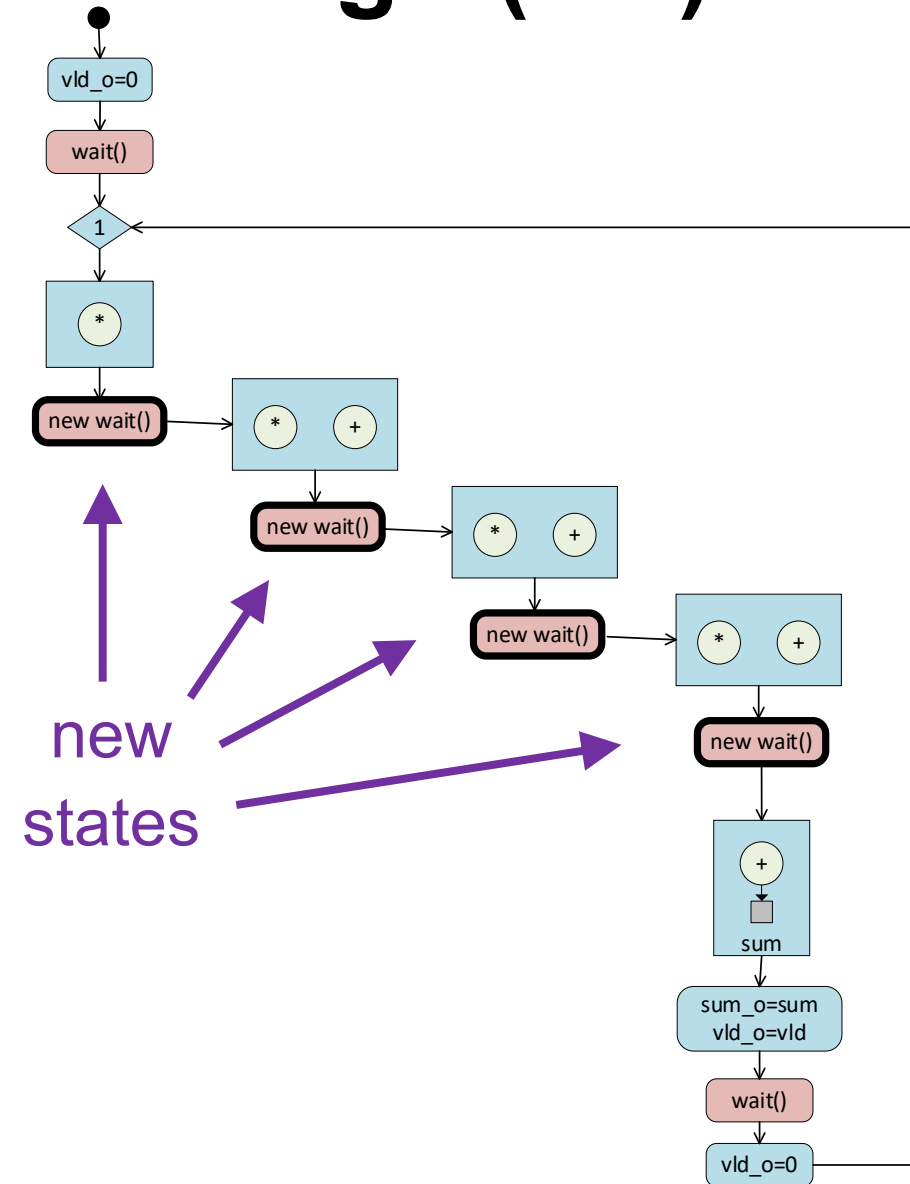 vld_o=0
wait()
1
*
new wait()
* +
new wait()
* +
new wait()
* +
new wait()
new
states
+
sum
sum_o=sum
vld_o=vld
wait()
vld_o=0